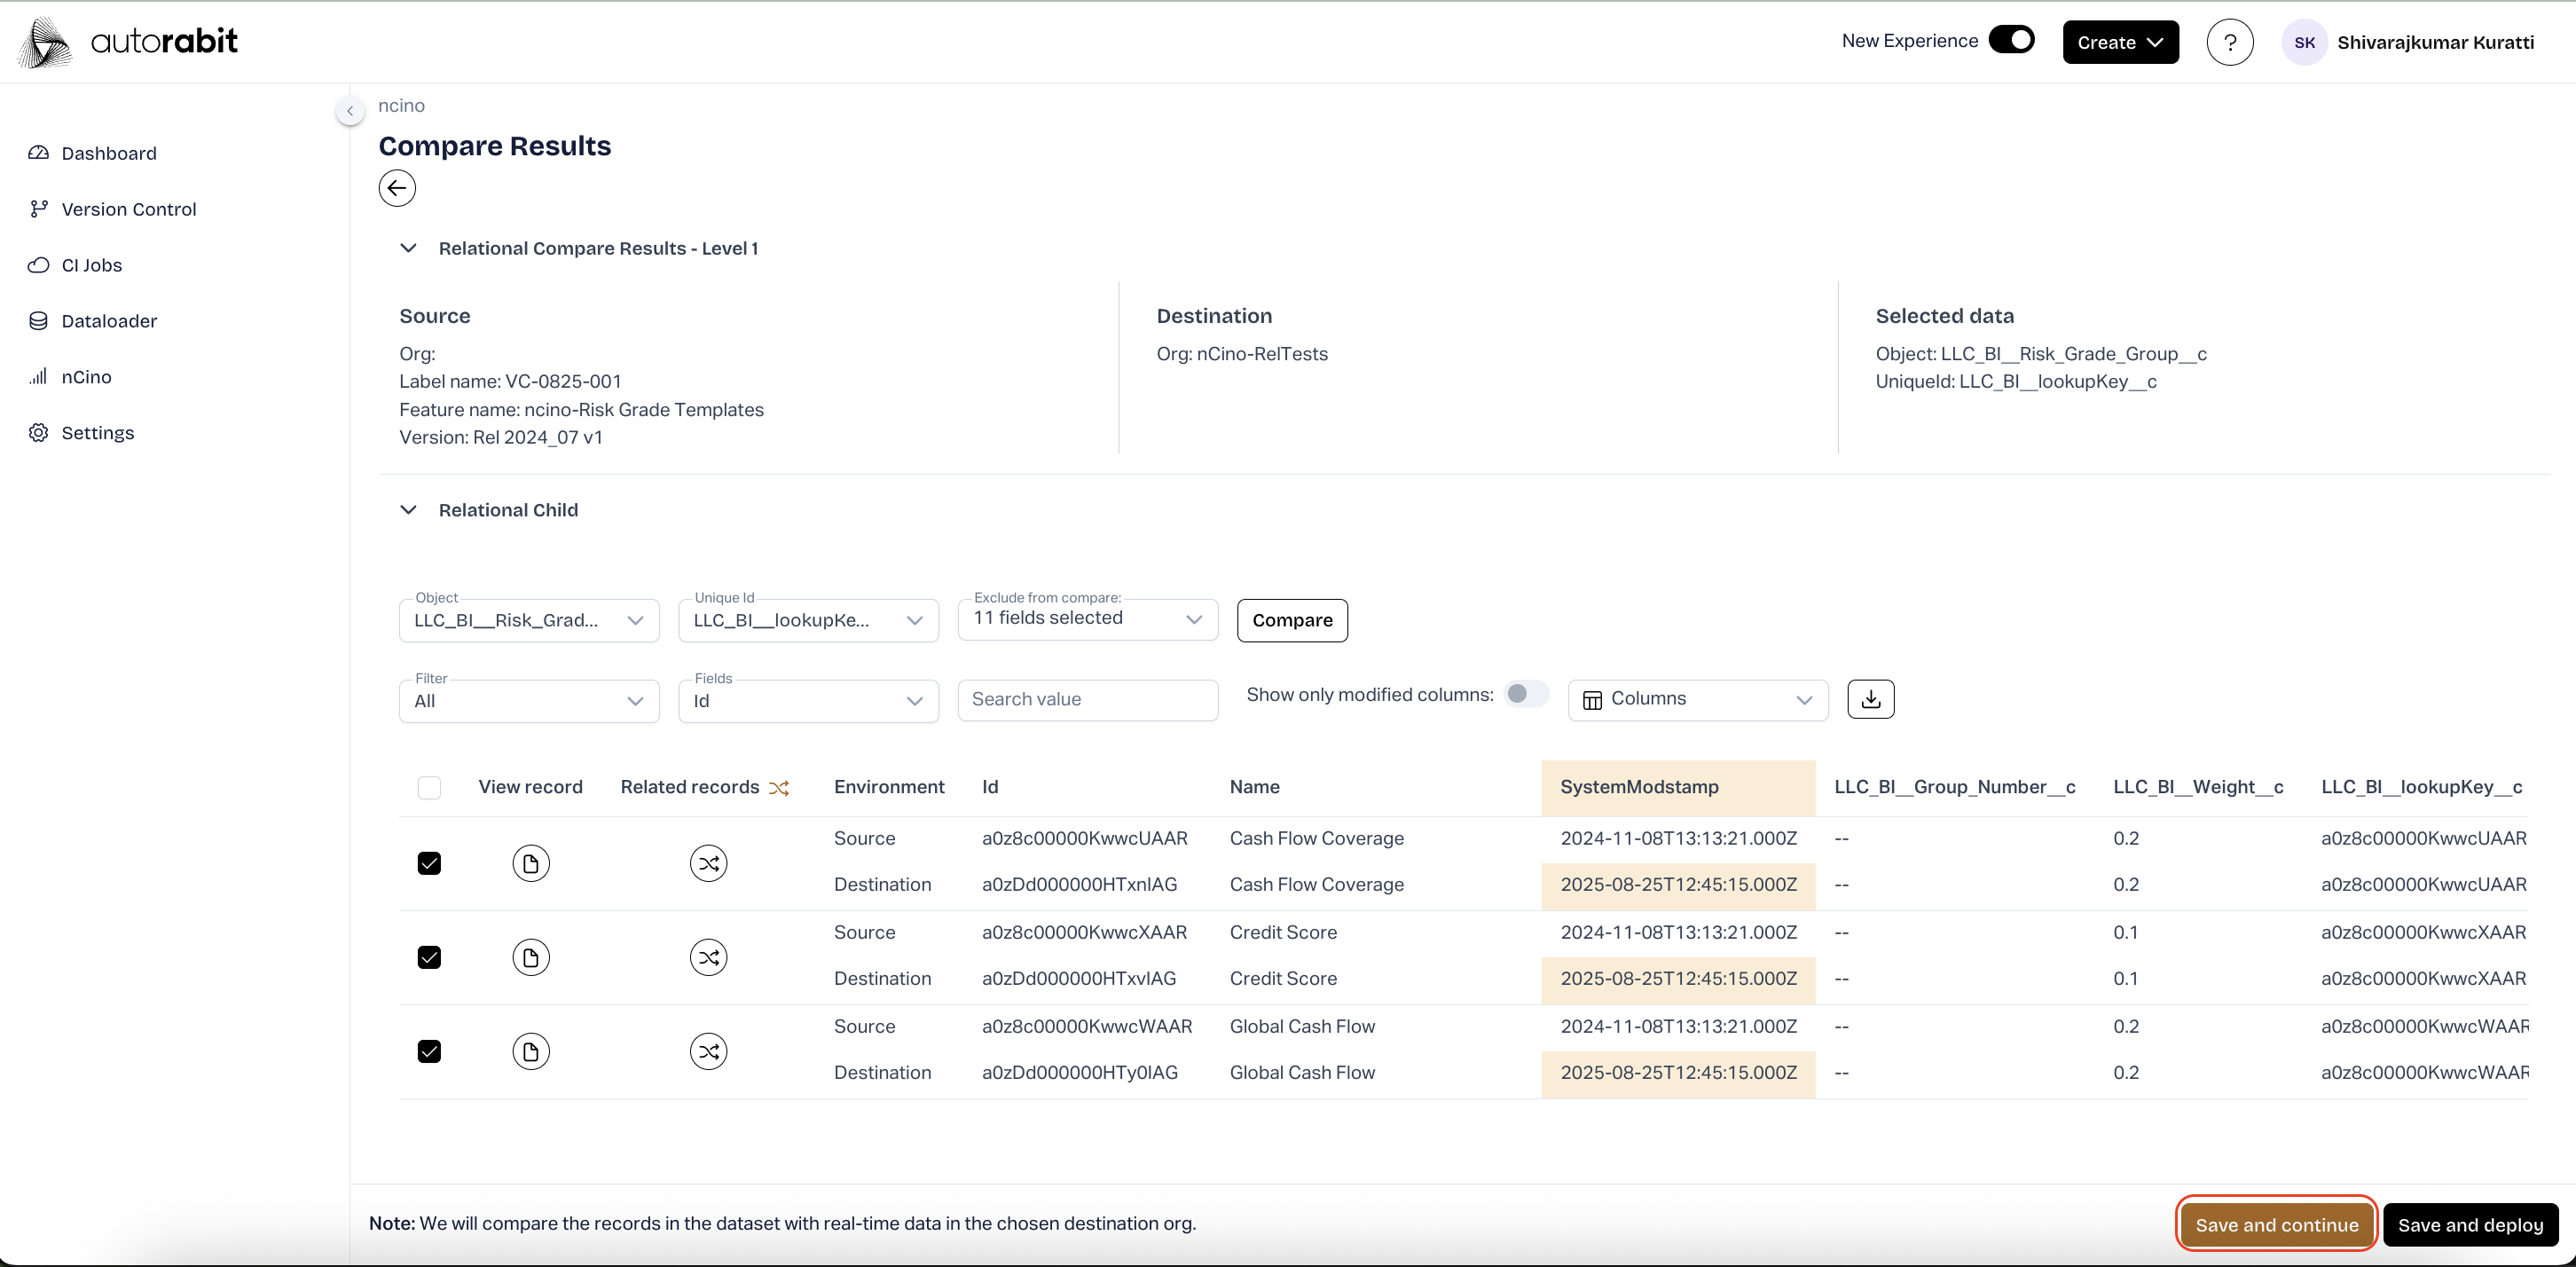 autorabit
New Experience
Create
?
SK
Shivarajkumar Kuratti
Dashboard
Version Control
CI Jobs
Dataloader
nCino
Settings
ncino
Compare Results
Relational Compare Results - Level 1
Source
Org:
Label name: VC-0825-001
Feature name: ncino-Risk Grade Templates
Version: Rel 2024_07 v1
Destination
Org: nCino-RelTests
Selected data
Object: LLC_BI__Risk_Grade_Group__c
UniqueId: LLC_BI__lookupKey__c
Relational Child
Object
LLC_BI__Risk_Grad...
Unique Id
LLC_BI__lookupKe...
Exclude from compare:
11 fields selected
Compare
Filter
All
Fields
Id
Search value
Show only modified columns:
Columns
View record Related records Environment Id Name SystemModstamp LLC_BI__Group_Number__c LLC_BI__Weight__c LLC_BI__lookupKey__c
Source a0z8c00000KwwcUAAR Cash Flow Coverage 2024-11-08T13:13:21.000Z -- 0.2 a0z8c00000KwwcUAAR
Destination a0zDd000000HTxnIAG Cash Flow Coverage 2025-08-25T12:45:15.000Z -- 0.2 a0z8c00000KwwcUAAR
Source a0z8c00000KwwcXAAR Credit Score 2024-11-08T13:13:21.000Z -- 0.1 a0z8c00000KwwcXAAR
Destination a0zDd000000HTxvIAG Credit Score 2025-08-25T12:45:15.000Z -- 0.1 a0z8c00000KwwcXAAR
Source a0z8c00000KwwcWAAR Global Cash Flow 2024-11-08T13:13:21.000Z -- 0.2 a0z8c00000KwwcWAAR
Destination a0zDd000000HTy0IAG Global Cash Flow 2025-08-25T12:45:15.000Z -- 0.2 a0z8c00000KwwcWAAR
Note: We will compare the records in the dataset with real-time data in the chosen destination org.
Save and continue
Save and deploy